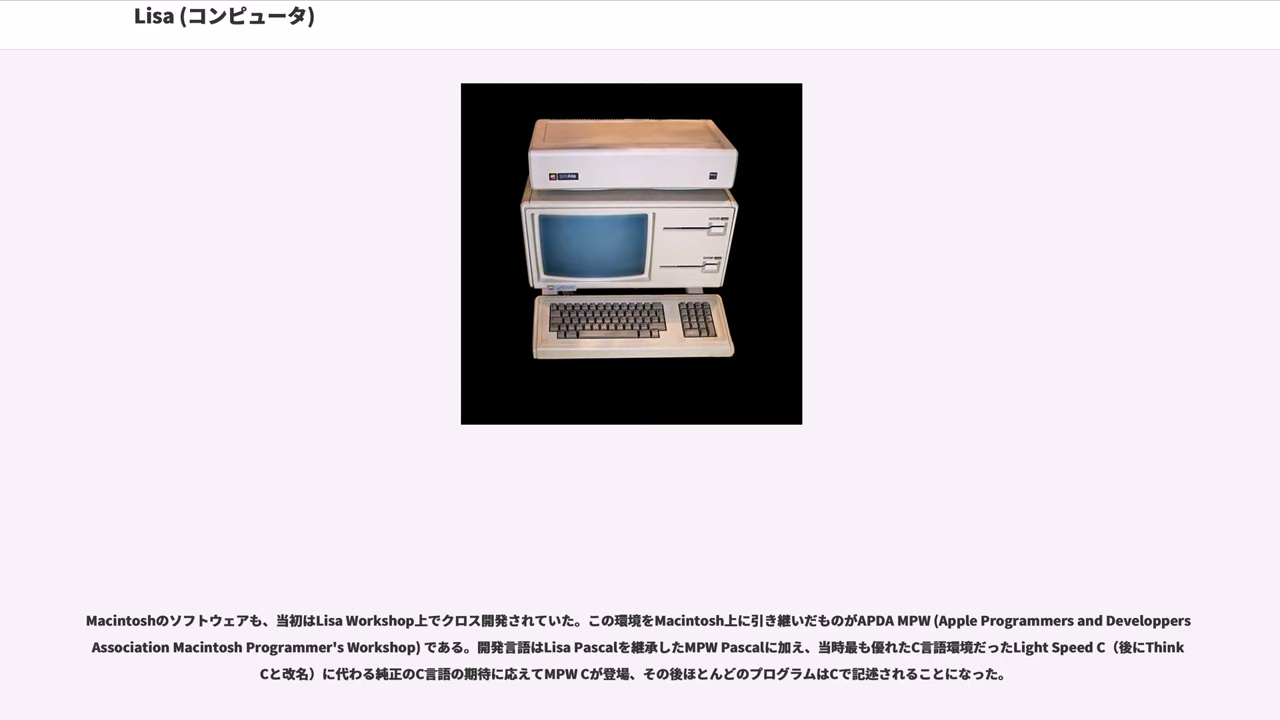 Lisa (コンピュータ)
Macintoshのソフトウェアも、当初はLisa Workshop上でクロス開発されていた。この環境をMacintosh上に引き継いだものがAPDA MPW (Apple Programmers and Developpers
Association Macintosh Programmer's Workshop) である。開発言語はLisa Pascalを継承したMPW Pascalに加え、当時最も優れたC言語環境だったLight Speed C（後にThink
Cと改名）に代わる純正のC言語の期待に応えてMPW Cが登場、その後ほとんどのプログラムはCで記述されることになった。